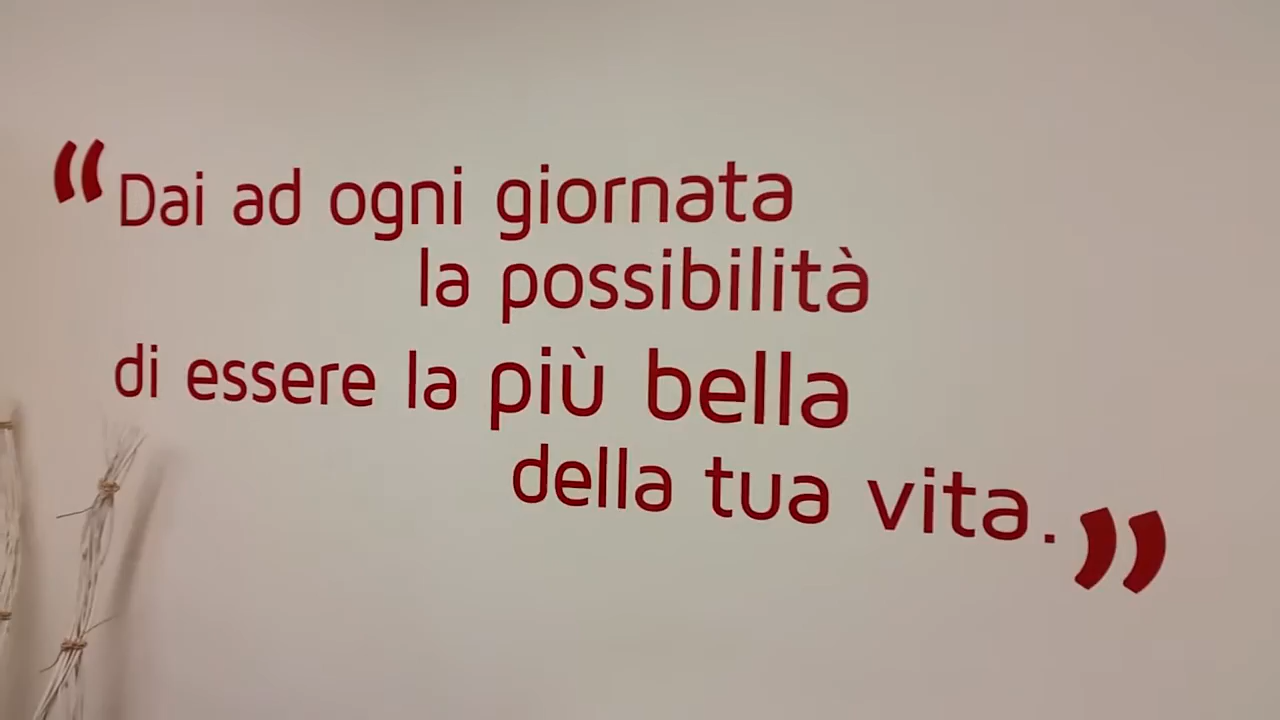 “Dai ad ogni giornata
la possibilità
di essere la più bella
della tua vita.”